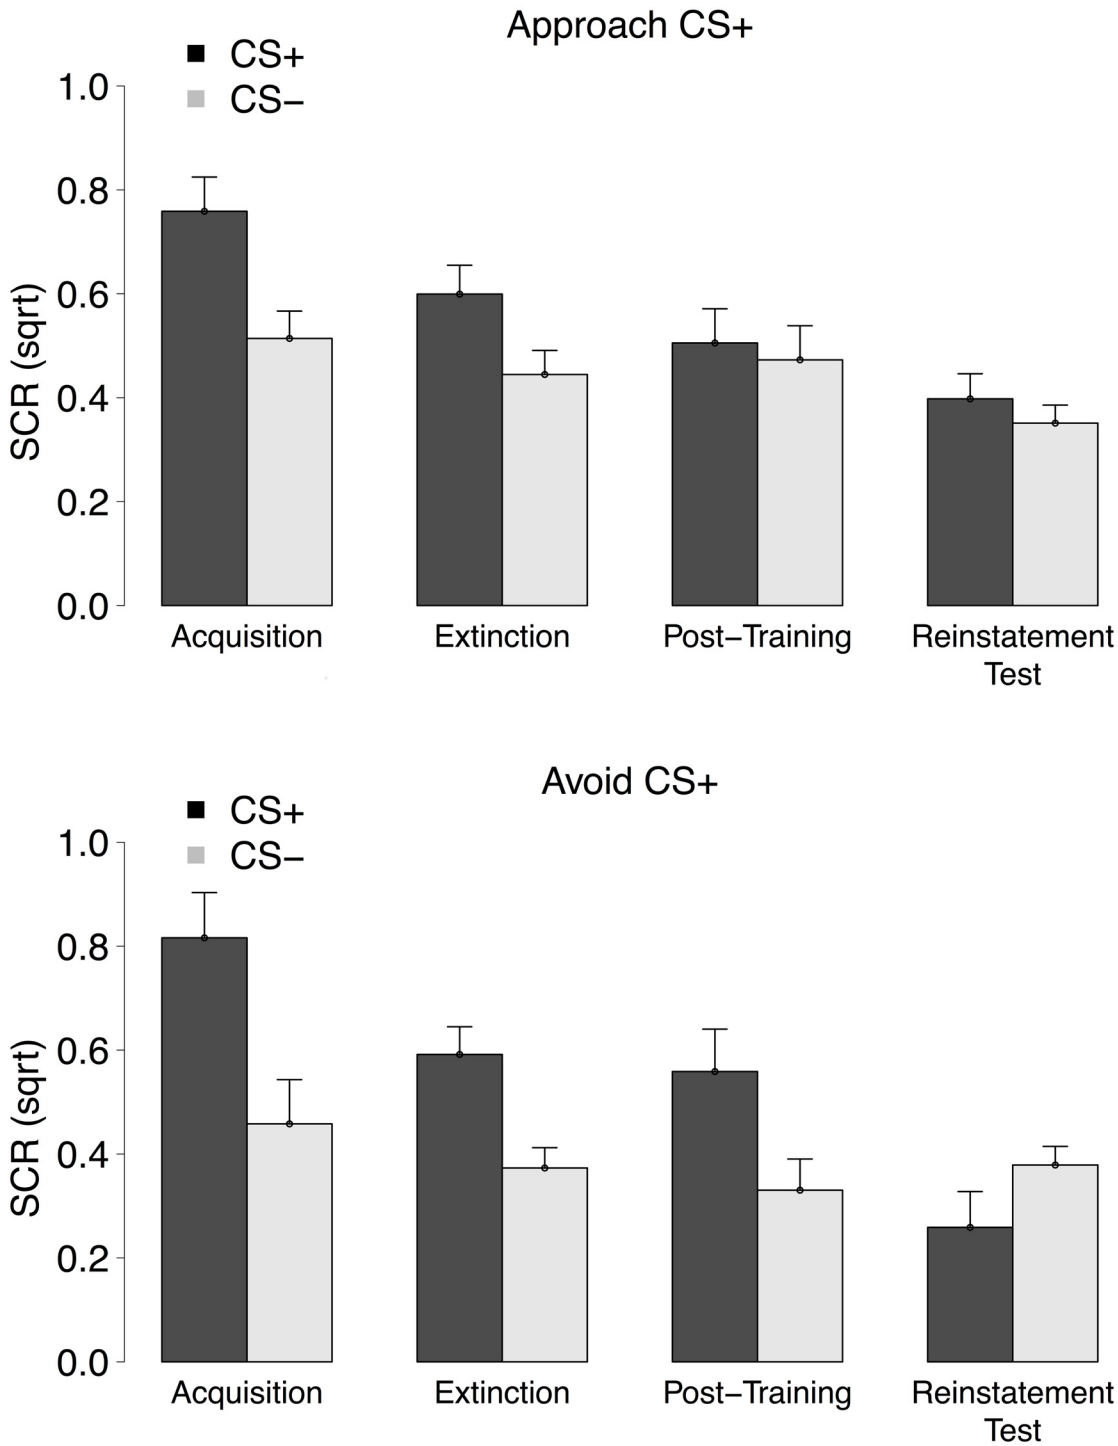 Approach CS+
CS+
CS−
1.0
0.8
0.6
0.4
0.2
0.0
SCR (sqrt)
Acquisition
Extinction
Post−Training
Reinstatement
Test
Avoid CS+
CS+
CS−
1.0
0.8
0.6
0.4
0.2
0.0
SCR (sqrt)
Acquisition
Extinction
Post−Training
Reinstatement
Test